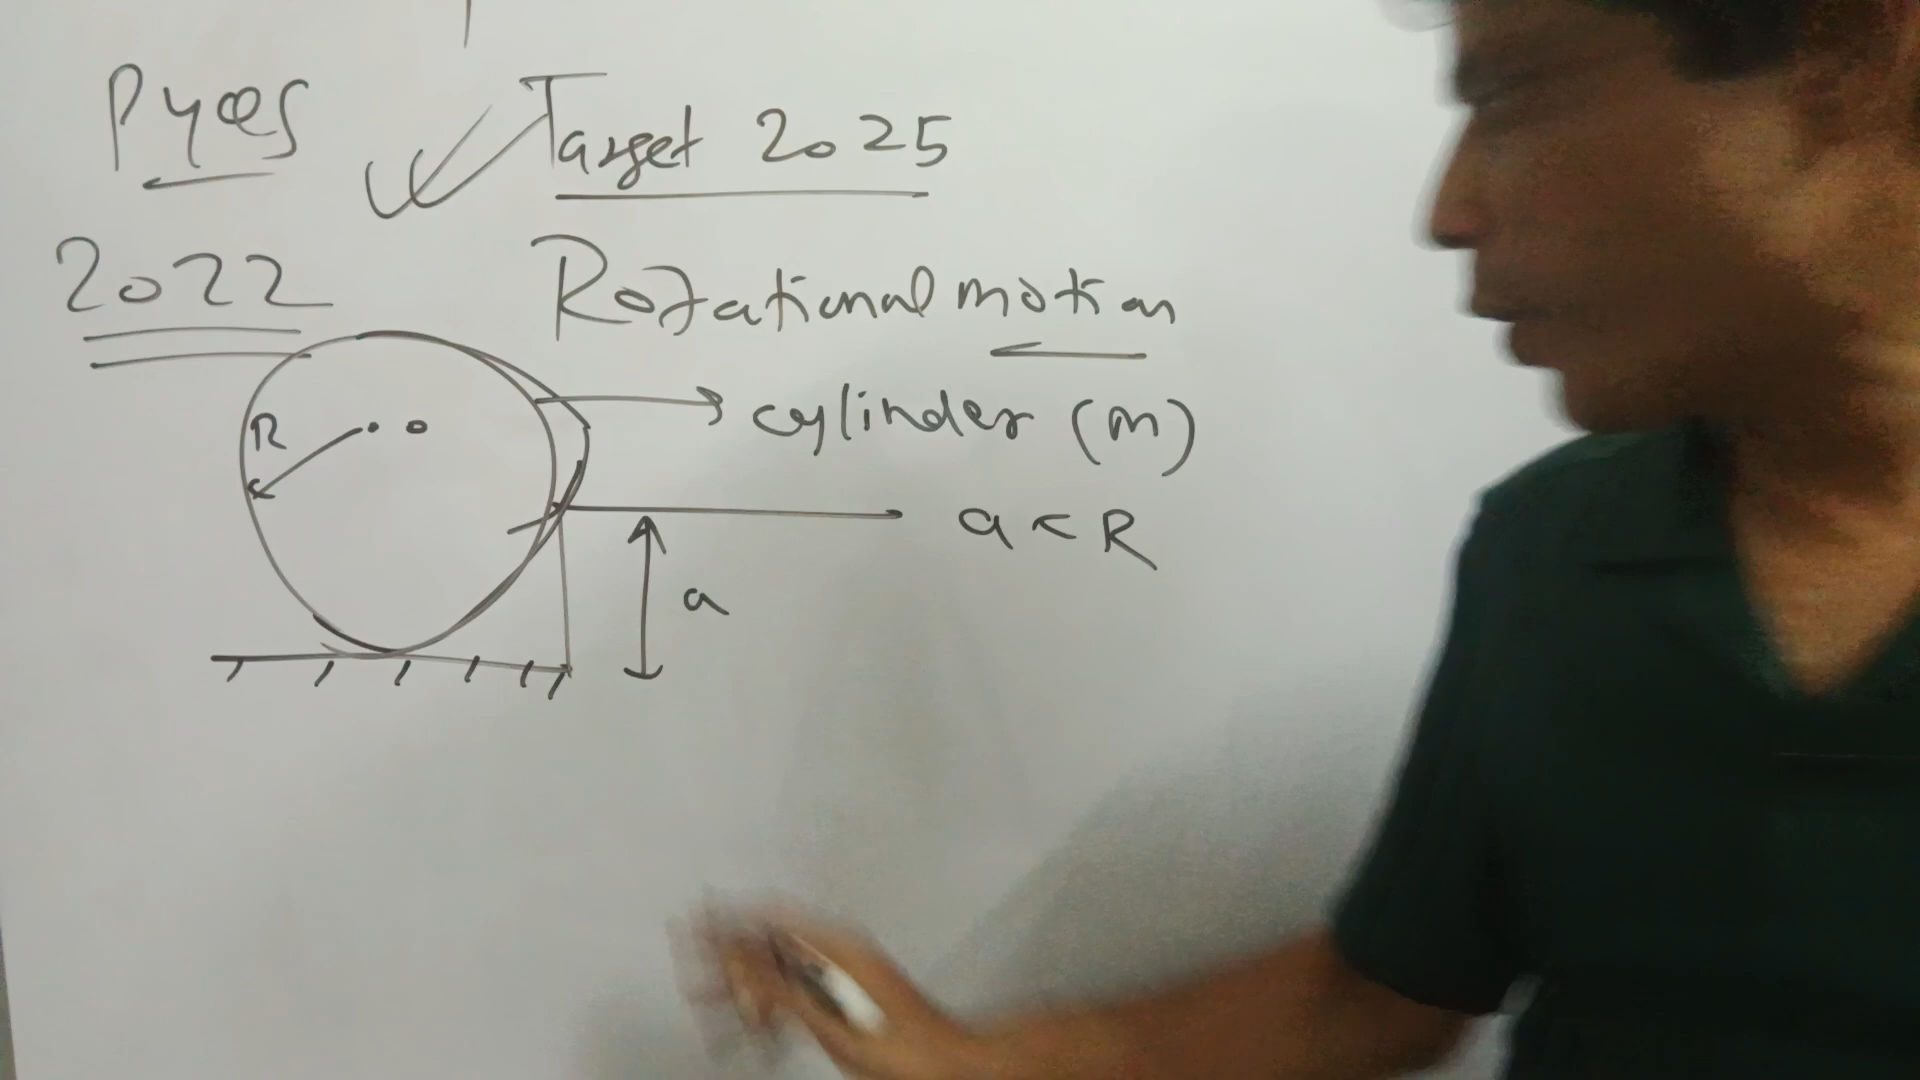 PYQS
Target 2025
2022
Rotational motion
R
o
cylinder (m)
a < R
a